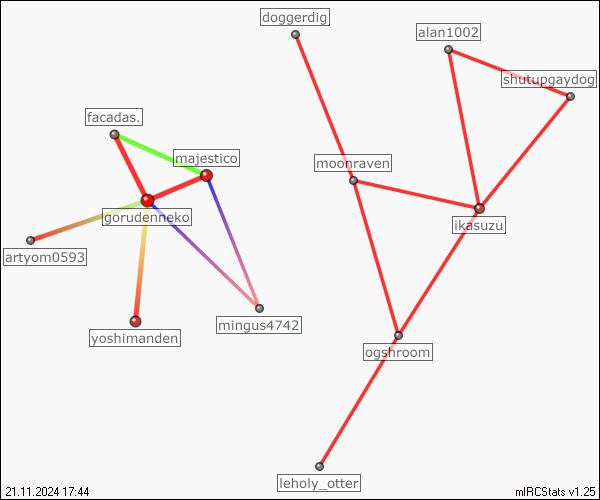 doggerdig
alan1002
shutupgaydog
facadas.
majestico
moonraven
gorudenneko
ikasuzu
artyom0593
mingus4742
yoshimanden
ogshroom
leholy_otter
21.11.2024 17:44
mIRCStats v1.25